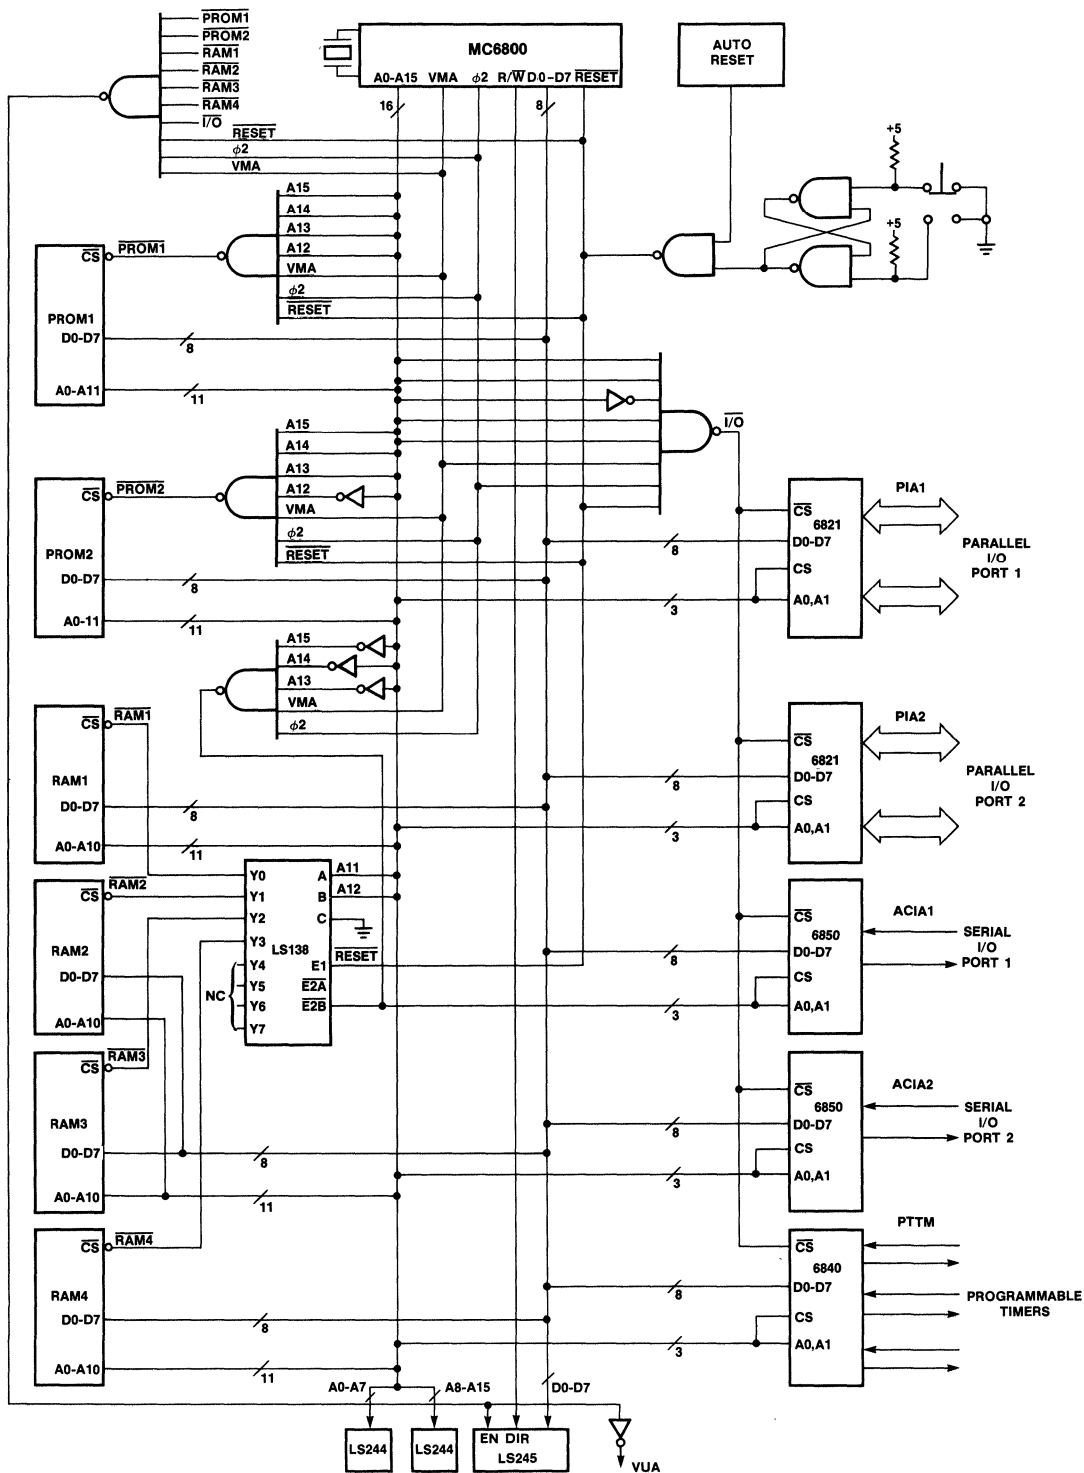 PROM1
PROM2
RAM1
RAM2
RAM3
RAM4
I/O
RESET
ϕ2
VMA
MC6800
A0-A15 VMA ϕ2 R/W D0-D7 RESET
16
8
AUTO
RESET
+5
+5
A15
A14
A13
A12
VMA
ϕ2
RESET
CS
PROM1
PROM1
D0-D7
8
A0-A11
11
I/O
A15
A14
A13
A12
VMA
ϕ2
RESET
CS
PROM2
PROM2
D0-D7
8
A0-11
11
CS
6821
D0-D7
CS
A0,A1
8
3
PIA1
PARALLEL
I/O
PORT 1
A15
A14
A13
VMA
ϕ2
CS
RAM1
RAM1
D0-D7
8
A0-A10
11
CS
6821
D0-D7
CS
A0,A1
8
3
PIA2
PARALLEL
I/O
PORT 2
CS
RAM2
RAM2
D0-D7
A0-A10
Y0
Y1
Y2
Y3
Y4
Y5
Y6
Y7
NC
LS138
A
B
C
E1
E2A
E2B
A11
A12
RESET
CS
6850
D0-D7
CS
A0,A1
8
3
ACIA1
SERIAL
I/O
PORT 1
CS
RAM3
RAM3
D0-D7
8
A0-A10
11
CS
6850
D0-D7
CS
A0,A1
8
3
ACIA2
SERIAL
I/O
PORT 2
CS
RAM4
RAM4
D0-D7
8
A0-A10
11
CS
6840
D0-D7
CS
A0,A1
8
3
PTTM
PROGRAMMABLE
TIMERS
A0-A7
A8-A15
D0-D7
LS244
LS244
EN DIR
LS245
VUA